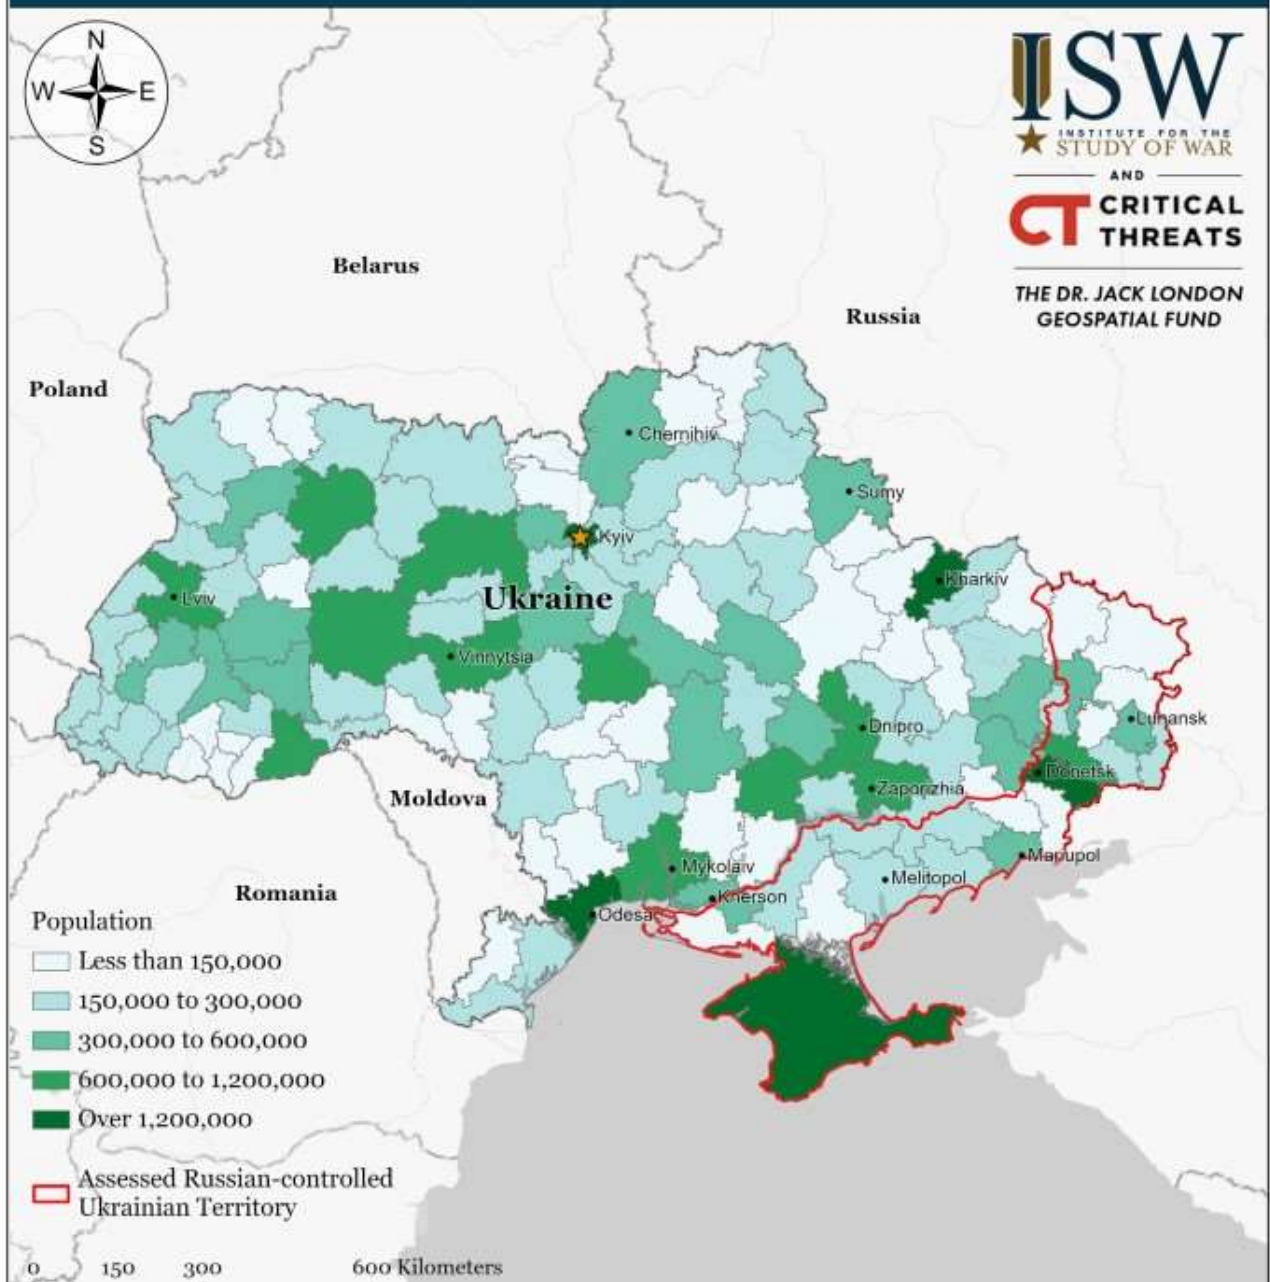 N
W E
S
ISW
INSTITUTE FOR THE
STUDY OF WAR
AND
CT CRITICAL
THREATS
THE DR. JACK LONDON
GEOSPATIAL FUND
Belarus
Russia
Poland
Chernihiv
Sumy
Kyiv
Kharkiv
Lviv
Ukraine
Vinnytsia
Luhansk
Dnipro
Donetsk
Zaporizhia
Moldova
Mariupol
Mykolaiv
Melitopol
Romania
Kherson
Odesa
Population
Less than 150,000
150,000 to 300,000
300,000 to 600,000
600,000 to 1,200,000
Over 1,200,000
Assessed Russian-controlled
Ukrainian Territory
0 150 300 600 Kilometers